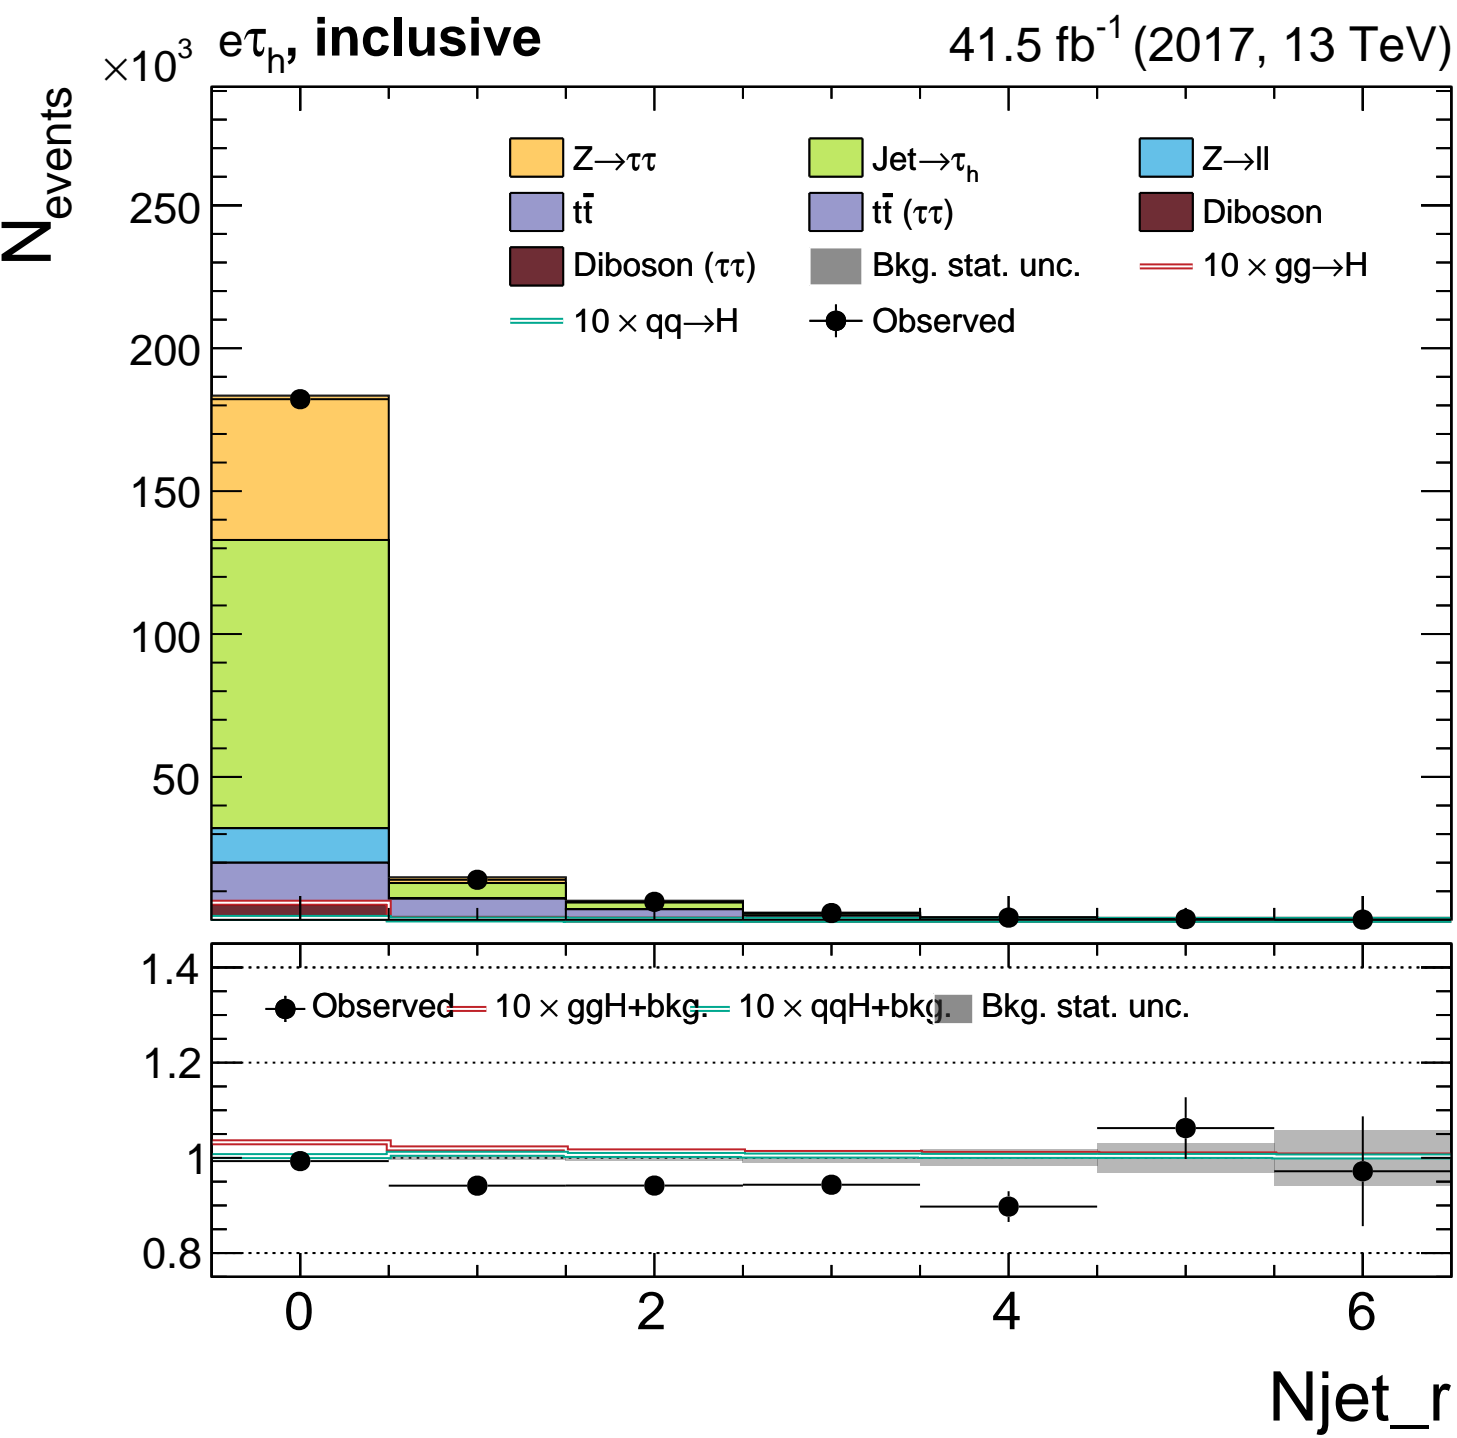 ×10³ eτₕ, inclusive 41.5 fb⁻¹ (2017, 13 TeV)
N_events
Z→ττ Jet→τₕ Z→ll
tt̄ tt̄ (ττ) Diboson
Diboson (ττ) Bkg. stat. unc. 10 × gg→H
10 × qq→H Observed
250
200
150
100
50
1.4
Observed 10 × ggH+bkg. 10 × qqH+bkg. Bkg. stat. unc.
1.2
1
0.8
0 2 4 6
Njet_r